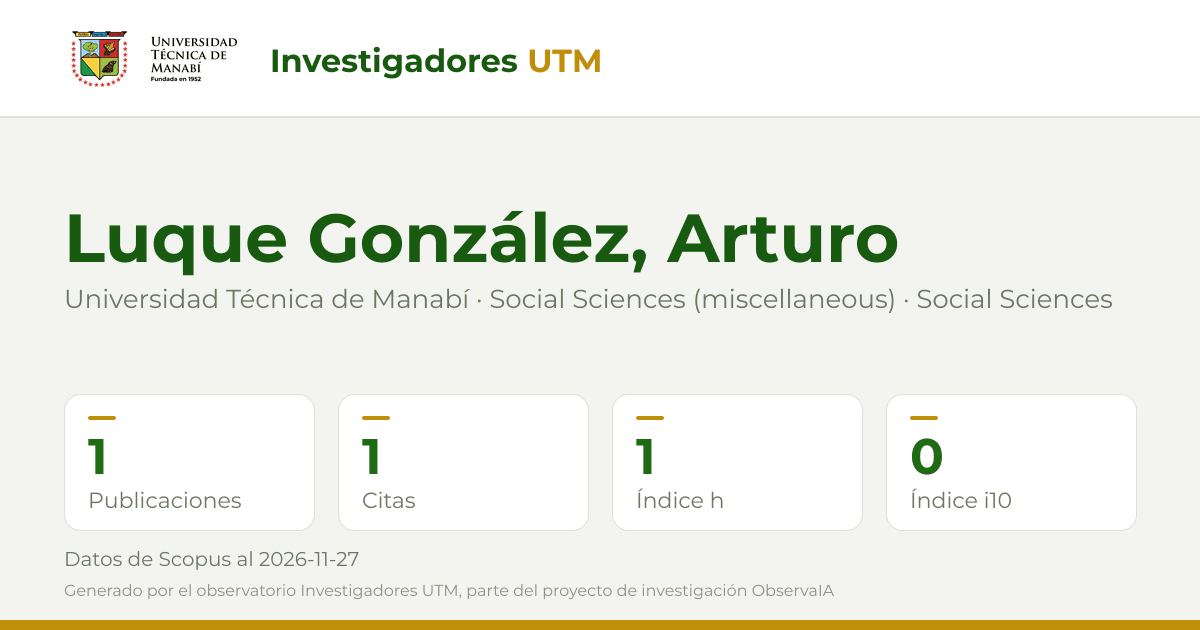 UNIVERSIDAD
TÉCNICA DE
MANABÍ
Fundada en 1952
Investigadores UTM
Luque González, Arturo
Universidad Técnica de Manabí · Social Sciences (miscellaneous) · Social Sciences
1
Publicaciones
1
Citas
1
Índice h
0
Índice i10
Datos de Scopus al 2026-11-27
Generado por el observatorio Investigadores UTM, parte del proyecto de investigación ObservaIA